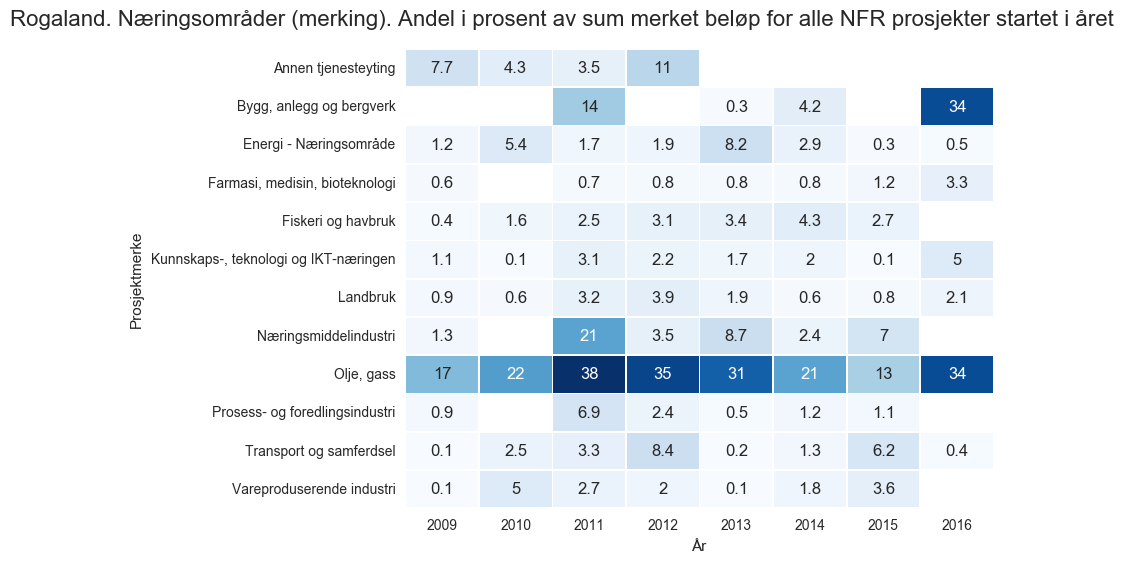 Rogaland. Næringsområder (merking). Andel i prosent av sum merket beløp for alle NFR prosjekter startet i året
Prosjektmerke
Annen tjenesteyting 7.7 4.3 3.5 11
Bygg, anlegg og bergverk 14 0.3 4.2 34
Energi - Næringsområde 1.2 5.4 1.7 1.9 8.2 2.9 0.3 0.5
Farmasi, medisin, bioteknologi 0.6 0.7 0.8 0.8 0.8 1.2 3.3
Fiskeri og havbruk 0.4 1.6 2.5 3.1 3.4 4.3 2.7
Kunnskaps-, teknologi og IKT-næringen 1.1 0.1 3.1 2.2 1.7 2 0.1 5
Landbruk 0.9 0.6 3.2 3.9 1.9 0.6 0.8 2.1
Næringsmiddelindustri 1.3 21 3.5 8.7 2.4 7
Olje, gass 17 22 38 35 31 21 13 34
Prosess- og foredlingsindustri 0.9 6.9 2.4 0.5 1.2 1.1
Transport og samferdsel 0.1 2.5 3.3 8.4 0.2 1.3 6.2 0.4
Vareproduserende industri 0.1 5 2.7 2 0.1 1.8 3.6
2009 2010 2011 2012 2013 2014 2015 2016
År